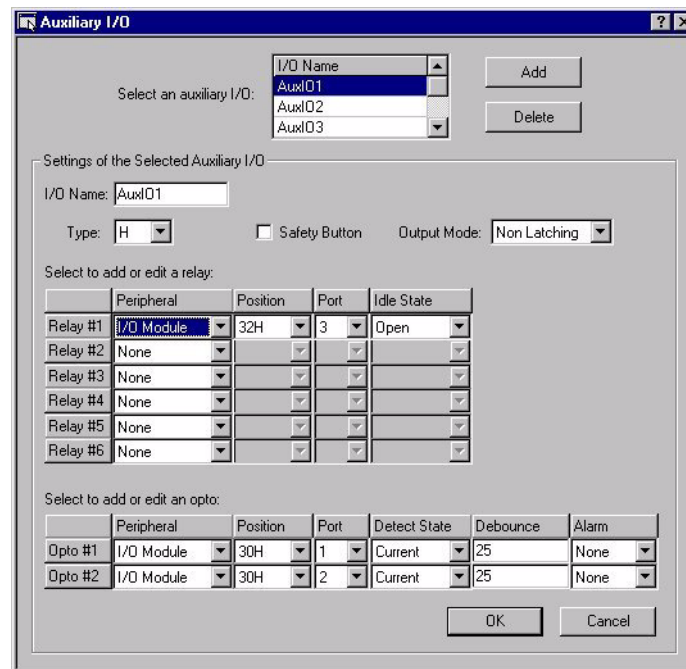 Auxiliary I/O
I/O Name
Select an auxiliary I/O:
AuxIO1
AuxIO2
AuxIO3
Add
Delete
Settings of the Selected Auxiliary I/O
I/O Name: AuxIO1
Type: H Safety Button Output Mode: Non Latching
Select to add or edit a relay:
Peripheral Position Port Idle State
Relay #1 I/O Module 32H 3 Open
Relay #2 None
Relay #3 None
Relay #4 None
Relay #5 None
Relay #6 None
Select to add or edit an opto:
Peripheral Position Port Detect State Debounce Alarm
Opto #1 I/O Module 30H 1 Current 25 None
Opto #2 I/O Module 30H 2 Current 25 None
OK Cancel